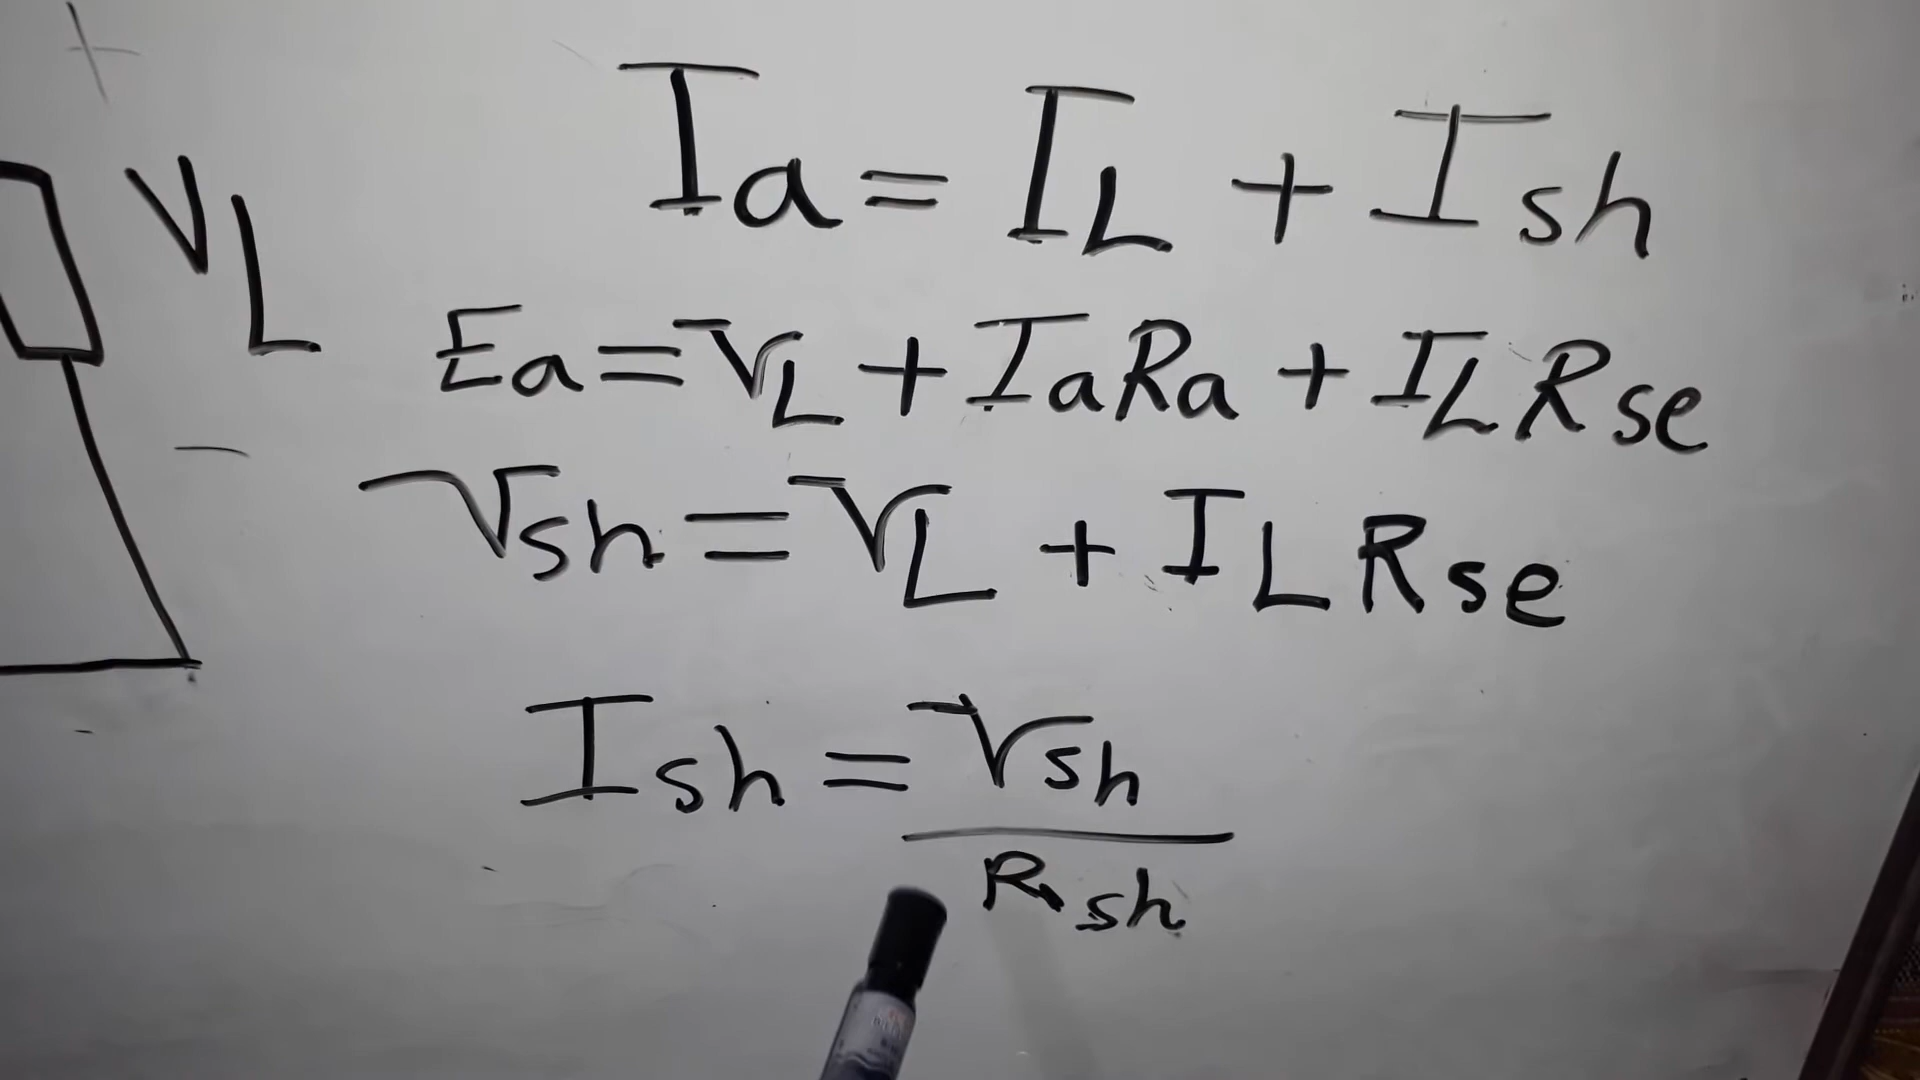 +
VL
−
Ia = IL + Ish
Ea = VL + IaRa + ILRse
Vsh = VL + ILRse
Ish = Vsh
Rsh